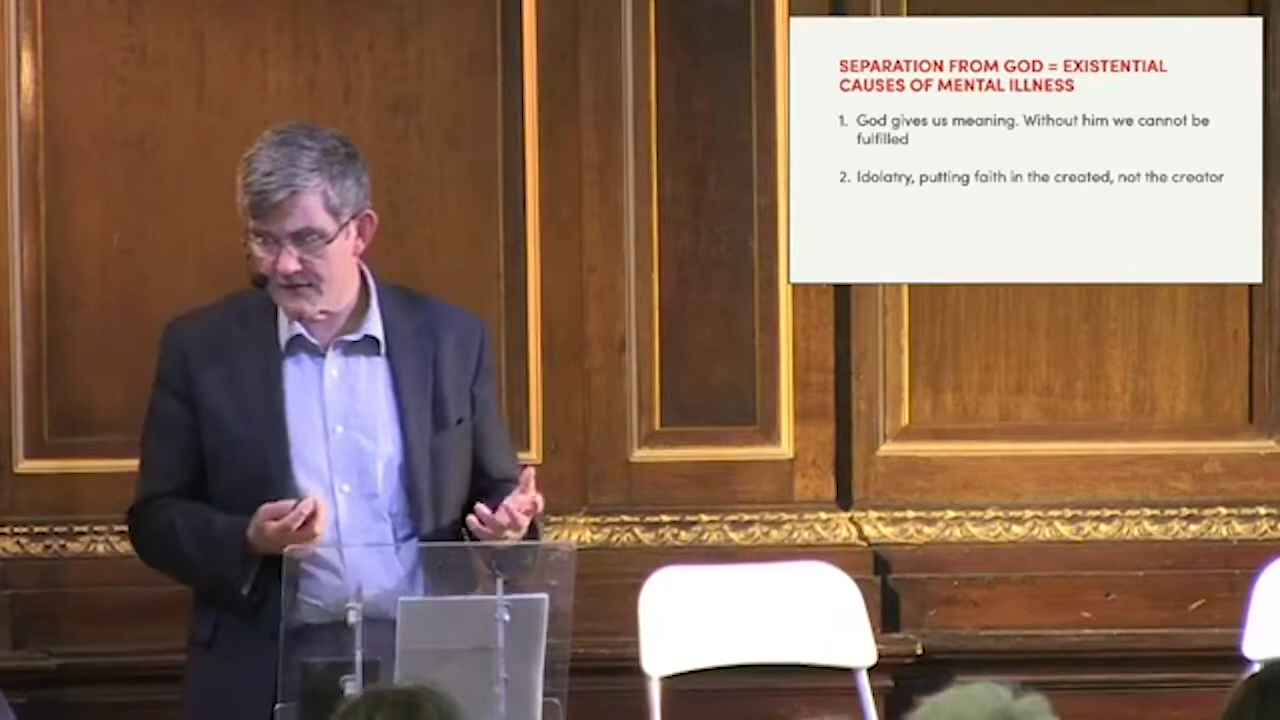 SEPARATION FROM GOD = EXISTENTIAL
CAUSES OF MENTAL ILLNESS
1. God gives us meaning. Without him we cannot be
fulfilled
2. Idolatry, putting faith in the created, not the creator